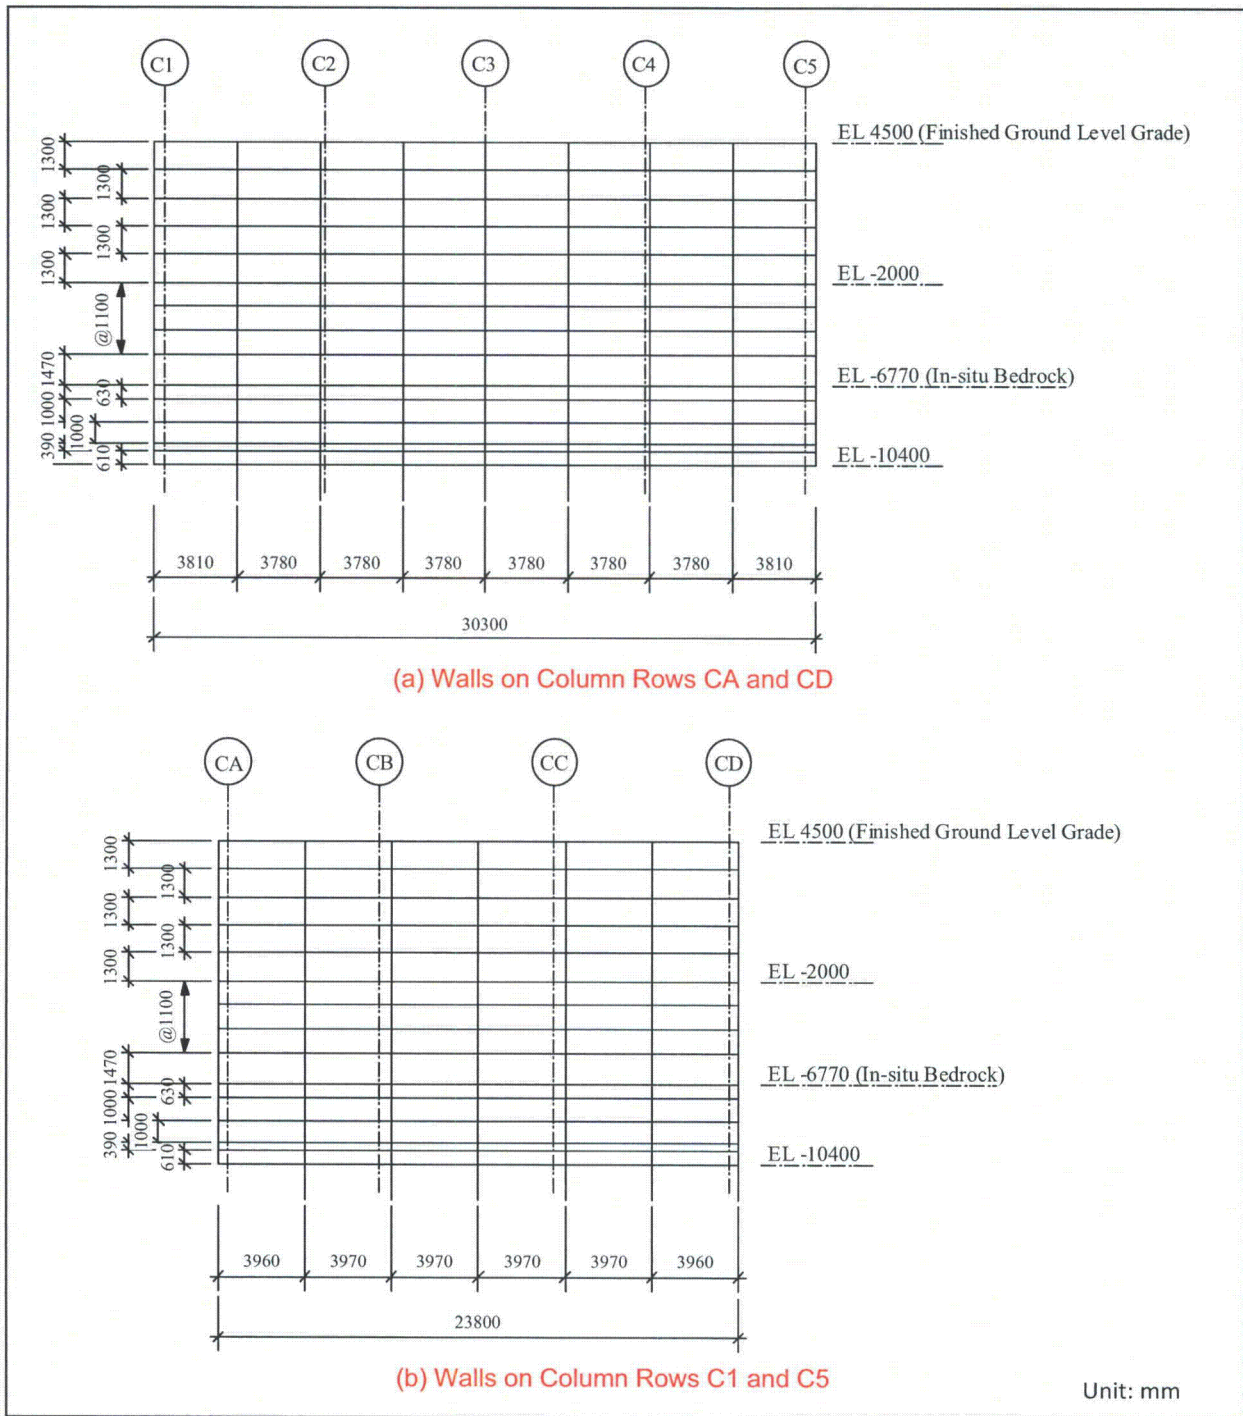 C1 C2 C3 C4 C5
EL 4500 (Finished Ground Level Grade)
1300
1300
1300
1300
1300
EL -2000
@1100
1470
EL -6770 (In-situ Bedrock)
630
1000
1000
390
610
EL -10400
3810 3780 3780 3780 3780 3780 3780 3810
30300
(a) Walls on Column Rows CA and CD
CA CB CC CD
EL 4500 (Finished Ground Level Grade)
1300
1300
1300
1300
1300
EL -2000
@1100
1470
EL -6770 (In-situ Bedrock)
630
1000
1000
390
610
EL -10400
3960 3970 3970 3970 3970 3960
23800
(b) Walls on Column Rows C1 and C5
Unit: mm